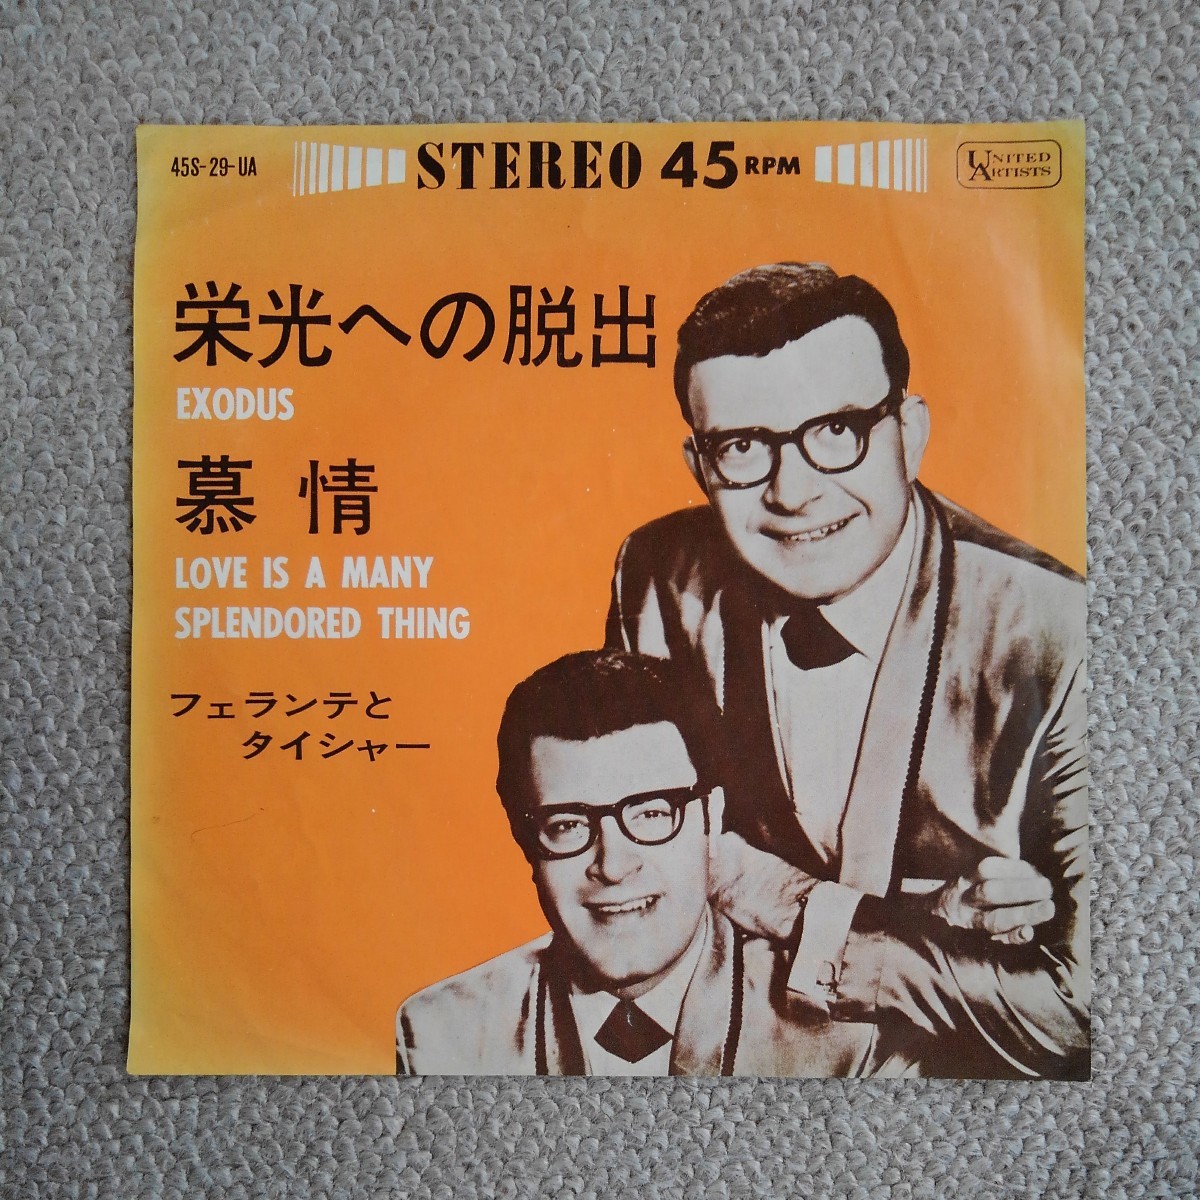 45S-29-UA STEREO 45 RPM UNITED ARTISTS
栄光への脱出
EXODUS
慕情
LOVE IS A MANY
SPLENDORED THING
フェランテと
タイシャー